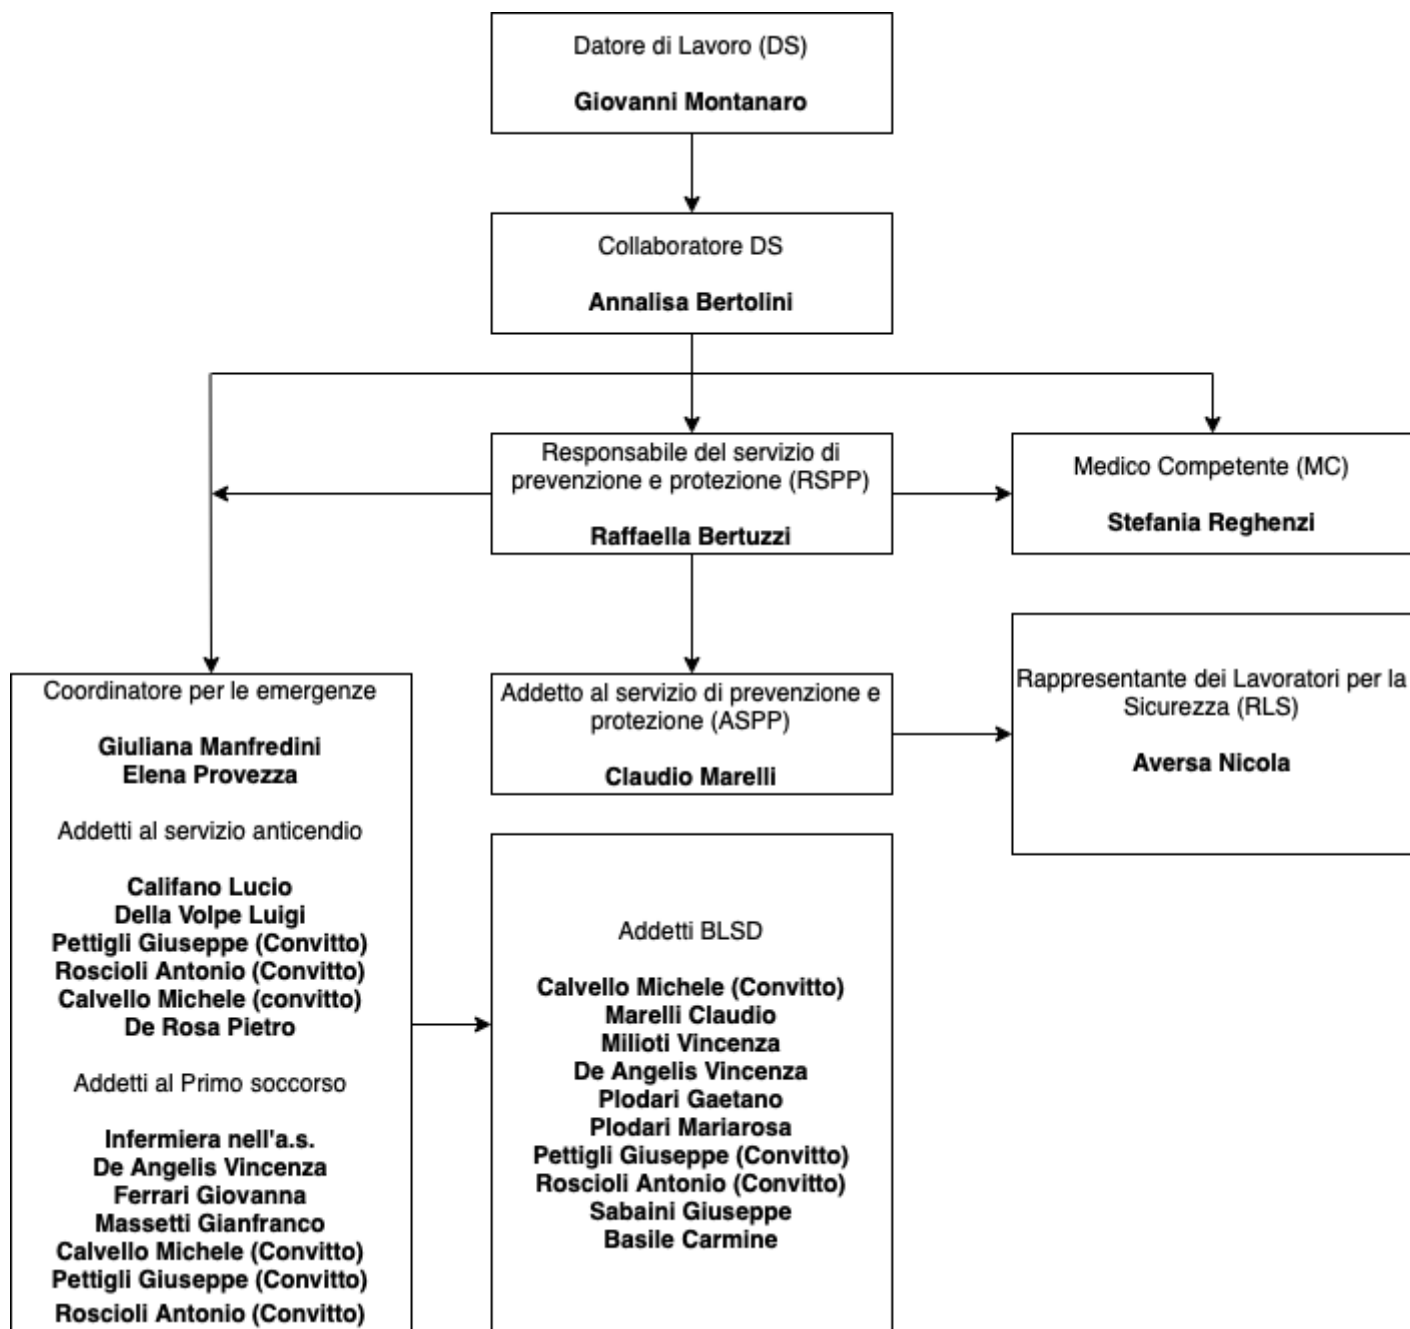 Datore di Lavoro (DS)
Giovanni Montanaro
Collaboratore DS
Annalisa Bertolini
Responsabile del servizio di
prevenzione e protezione (RSPP)
Raffaella Bertuzzi
Medico Competente (MC)
Stefania Reghenzi
Coordinatore per le emergenze
Giuliana Manfredini
Elena Provezza
Addetti al servizio anticendio
Califano Lucio
Della Volpe Luigi
Pettigli Giuseppe (Convitto)
Roscioli Antonio (Convitto)
Calvello Michele (convitto)
De Rosa Pietro
Addetti al Primo soccorso
Infermiera nell'a.s.
De Angelis Vincenza
Ferrari Giovanna
Massetti Gianfranco
Calvello Michele (Convitto)
Pettigli Giuseppe (Convitto)
Roscioli Antonio (Convitto)
Addetto al servizio di prevenzione e
protezione (ASPP)
Claudio Marelli
Rappresentante dei Lavoratori per la
Sicurezza (RLS)
Aversa Nicola
Addetti BLSD
Calvello Michele (Convitto)
Marelli Claudio
Milioti Vincenza
De Angelis Vincenza
Plodari Gaetano
Plodari Mariarosa
Pettigli Giuseppe (Convitto)
Roscioli Antonio (Convitto)
Sabaini Giuseppe
Basile Carmine